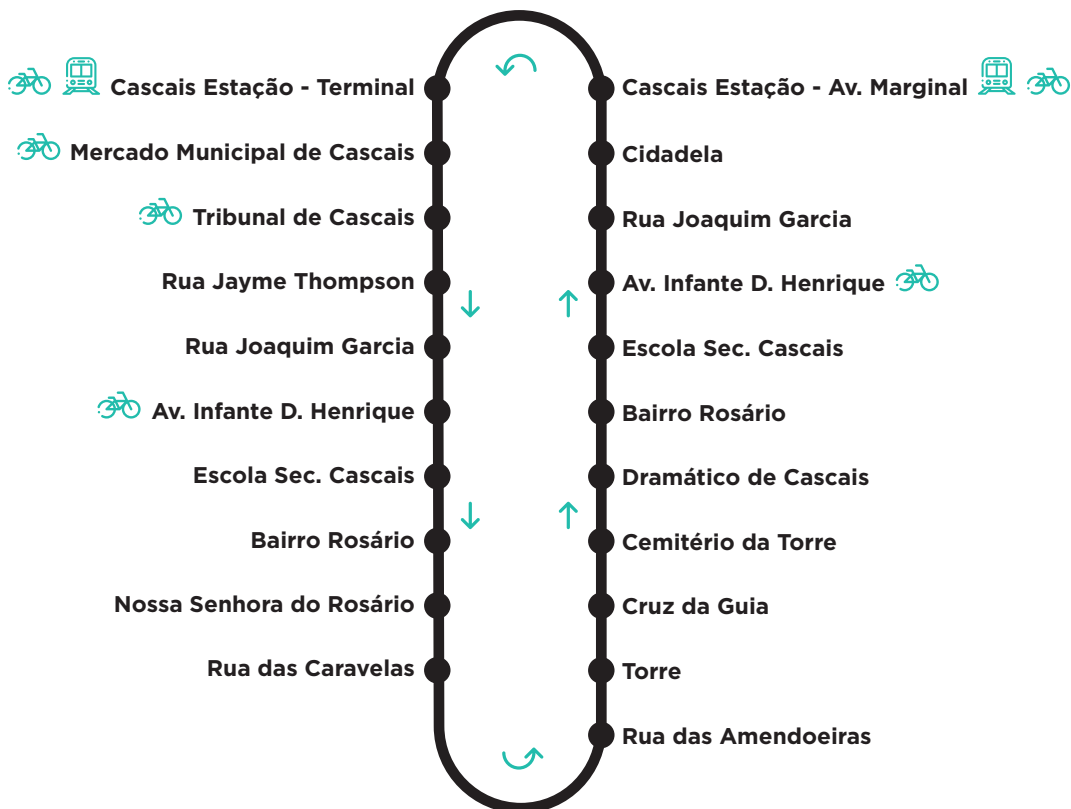 Cascais Estação - Terminal
Mercado Municipal de Cascais
Tribunal de Cascais
Rua Jayme Thompson
Rua Joaquim Garcia
Av. Infante D. Henrique
Escola Sec. Cascais
Bairro Rosário
Nossa Senhora do Rosário
Rua das Caravelas
Cascais Estação - Av. Marginal
Cidadela
Rua Joaquim Garcia
Av. Infante D. Henrique
Escola Sec. Cascais
Bairro Rosário
Dramático de Cascais
Cemitério da Torre
Cruz da Guia
Torre
Rua das Amendoeiras